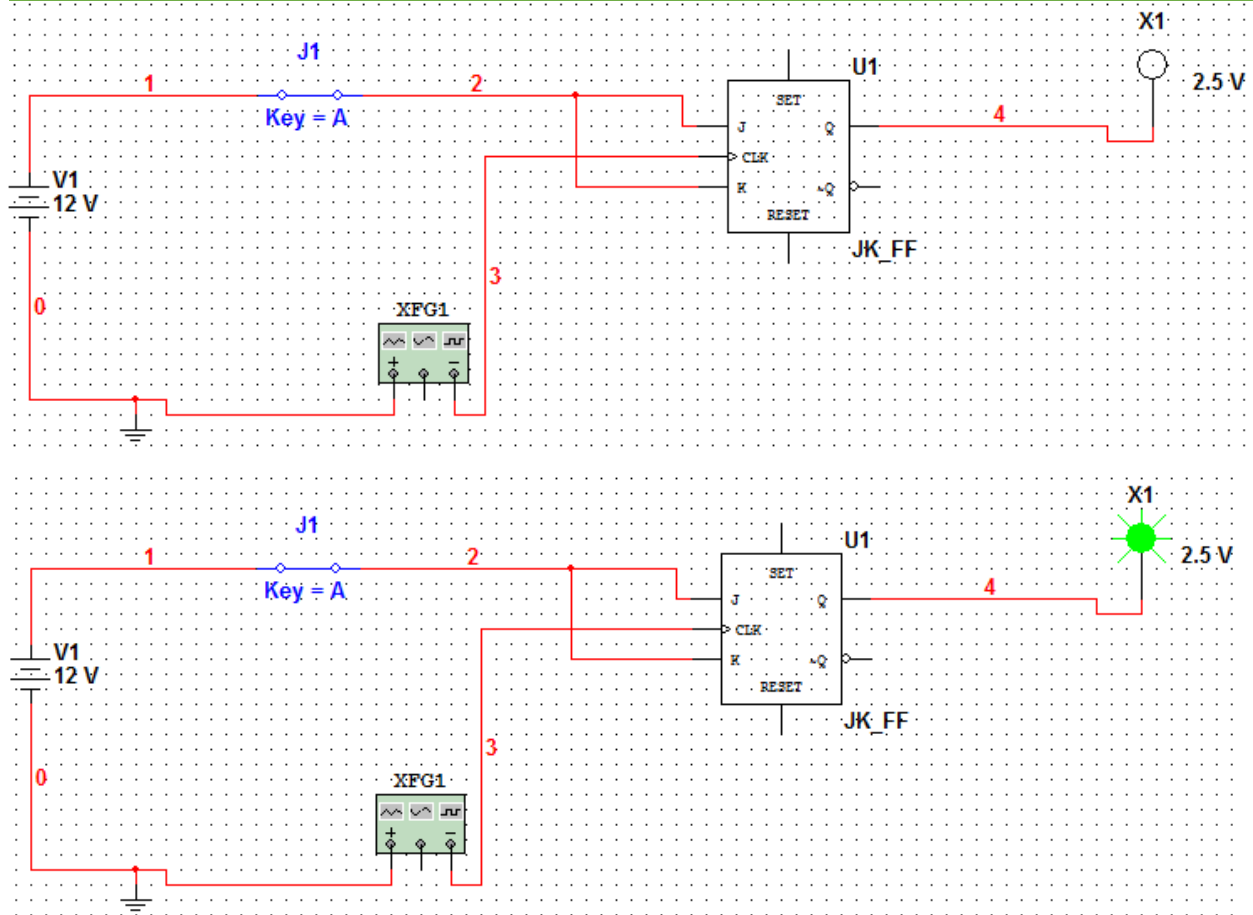 X1
J1
U1
1
2
SET
2.5 V
Key = A
J
Q
4
CLK
V1
K
~Q
12 V
RESET
JK_FF
3
0
XFG1
+
−
X1
J1
U1
1
2
SET
2.5 V
Key = A
J
Q
4
CLK
V1
K
~Q
12 V
RESET
JK_FF
3
0
XFG1
+
−